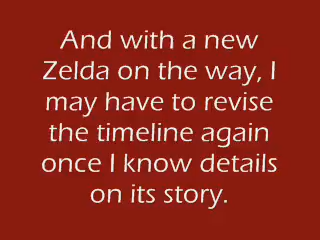 And with a new
Zelda on the way, I
may have to revise
the timeline again
once I know details
on its story.